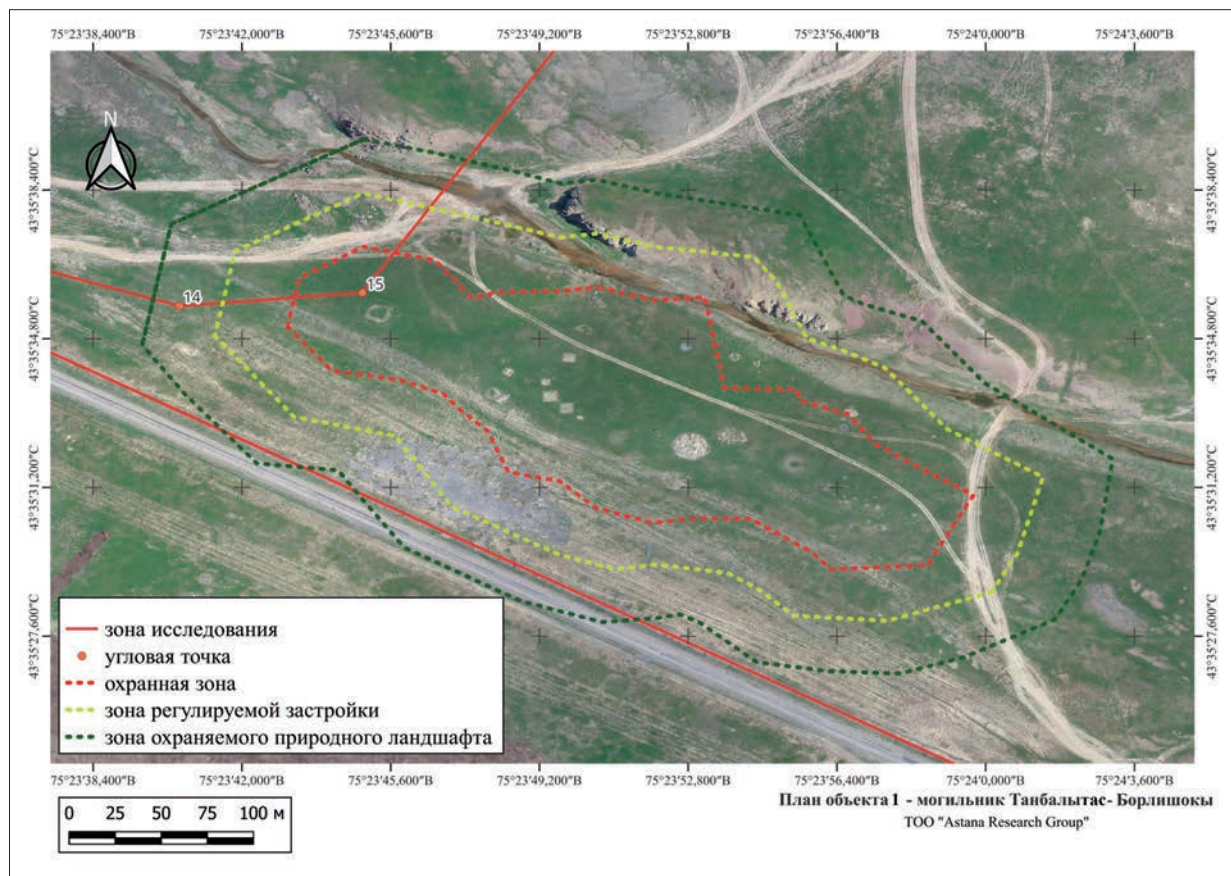 75°23'38,400"В 75°23'42,000"В 75°23'45,600"В 75°23'49,200"В 75°23'52,800"В 75°23'56,400"В 75°24'0,000"В 75°24'3,600"В
N
43°35'38,400"С 43°35'38,400"С
14 15
43°35'34,800"С 43°35'34,800"С
43°35'31,200"С 43°35'31,200"С
43°35'27,600"С 43°35'27,600"С
зона исследования
угловая точка
охранная зона
зона регулируемой застройки
зона охраняемого природного ландшафта
75°23'38,400"В 75°23'42,000"В 75°23'45,600"В 75°23'49,200"В 75°23'52,800"В 75°23'56,400"В 75°24'0,000"В 75°24'3,600"В
0 25 50 75 100 м
План объекта 1 - могильник Танбалытас- Борлишокы
ТОО "Astana Research Group"